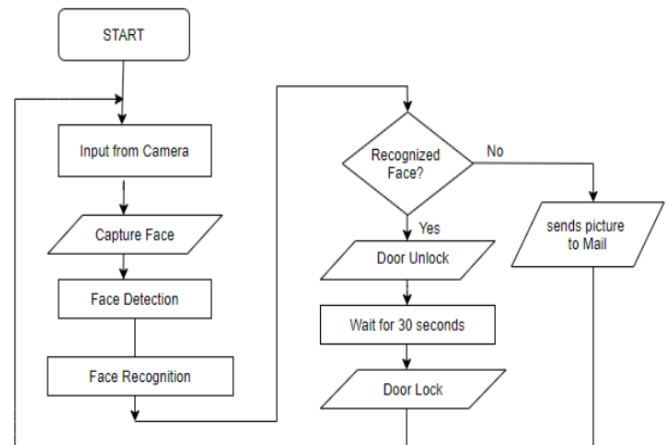 START
Input from Camera
Capture Face
Face Detection
Face Recognition
Recognized
Face?
No
Yes
sends picture
to Mail
Door Unlock
Wait for 30 seconds
Door Lock